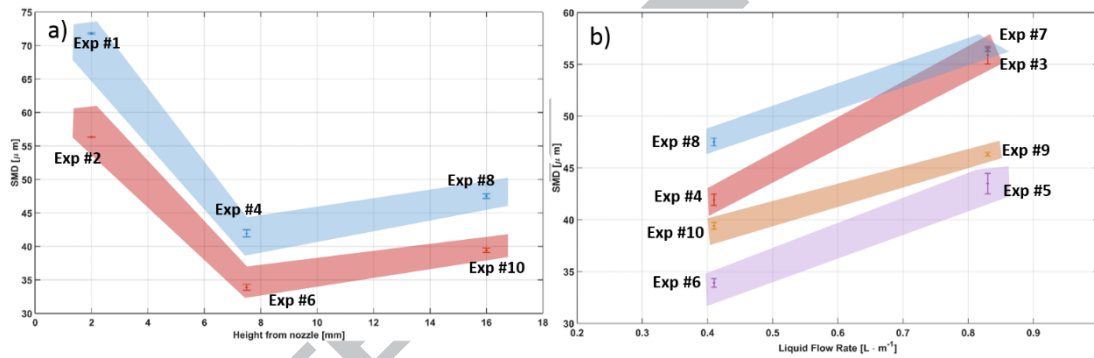 a)
75
70
65
60
55
50
45
40
35
30
SMD [μ m]
Exp #1
Exp #2
Exp #4
Exp #8
Exp #6
Exp #10
0 2 4 6 8 10 12 14 16 18
Height from nozzle [mm]
b)
60
55
50
45
40
35
30
SMD [μ m]
Exp #7
Exp #3
Exp #8
Exp #9
Exp #4
Exp #5
Exp #10
Exp #6
0.2 0.3 0.4 0.5 0.6 0.7 0.8 0.9
Liquid Flow Rate [L · m⁻¹]